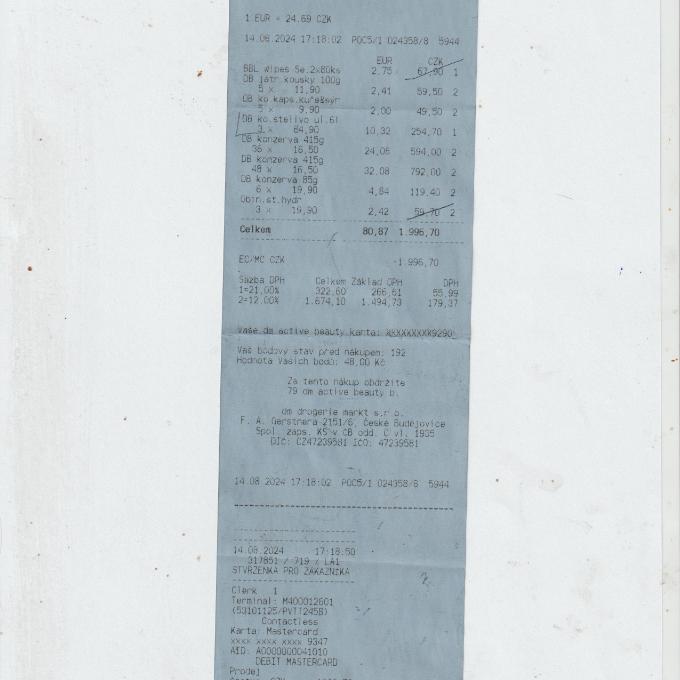 1 EUR = 24.69 CZK
14.08.2024 17:18:02 POC5/1 024358/8 5944
EUR CZK
BBL wipes 5e.2x80ks 2,75 67,90 1
DB játr.kousky 100g
5 x 11,90 2,41 59,50 2
DB ko.kaps.kuře&sýr
5 x 9,90 2,00 49,50 2
DB ko.stelivo ul.6l
3 x 84,90 10,32 254,70 1
DB konzerva 415g
36 x 16,50 24,06 594,00 2
DB konzerva 415g
48 x 16,50 32,08 792,00 2
DB konzerva 85g
6 x 19,90 4,84 119,40 2
Obin.st.hydr
3 x 19,90 2,42 59,70 2
Celkem 80,87 1.996,70
EC/MC CZK -1.996,70
Sazba DPH Celkem Základ DPH DPH
1=21,00% 322,60 266,61 55,99
2=12,00% 1.674,10 1.494,73 179,37
Vaše dm active beauty karta: XXXXXXXXX9290
Váš bodový stav před nákupem: 192
Hodnota Vašich bodů: 48,00 Kč
Za tento nákup obdržíte
79 dm active beauty b.
dm drogerie markt s.r.o.
F. A. Gerstnera 2151/6, České Budějovice
Spol. zaps. KS v ČB odd. C vl. 1935
DIČ: CZ47239581 IČO: 47239581
14.08.2024 17:18:02 POC5/1 024358/8 5944
14.08.2024 17:18:50
317851 / 719 / LA1
STVRZENKA PRO ZÁKAZNÍKA
Clerk 1
Terminal: M400012601
(53101125/PVTT245B)
Contactless
Karta: Mastercard
xxxx xxxx xxxx 9347
AID: A0000000041010
DEBIT MASTERCARD
Prodej